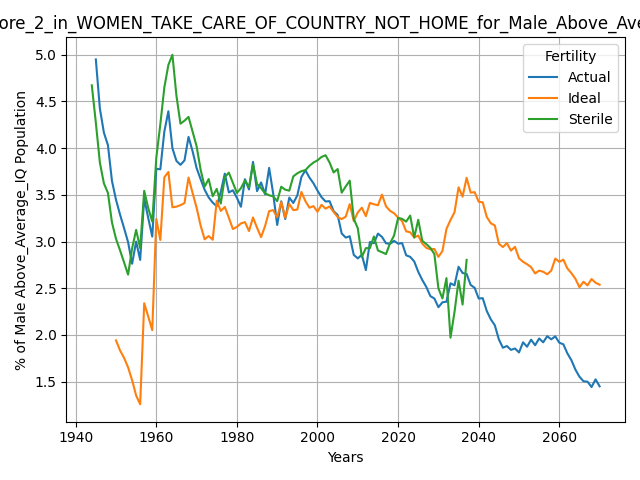 ore_2_in_WOMEN_TAKE_CARE_OF_COUNTRY_NOT_HOME_for_Male_Above_Ave
Fertility
Actual
Ideal
Sterile
% of Male Above_Average_IQ Population
5.0
4.5
4.0
3.5
3.0
2.5
2.0
1.5
1940
1960
1980
2000
2020
2040
2060
Years